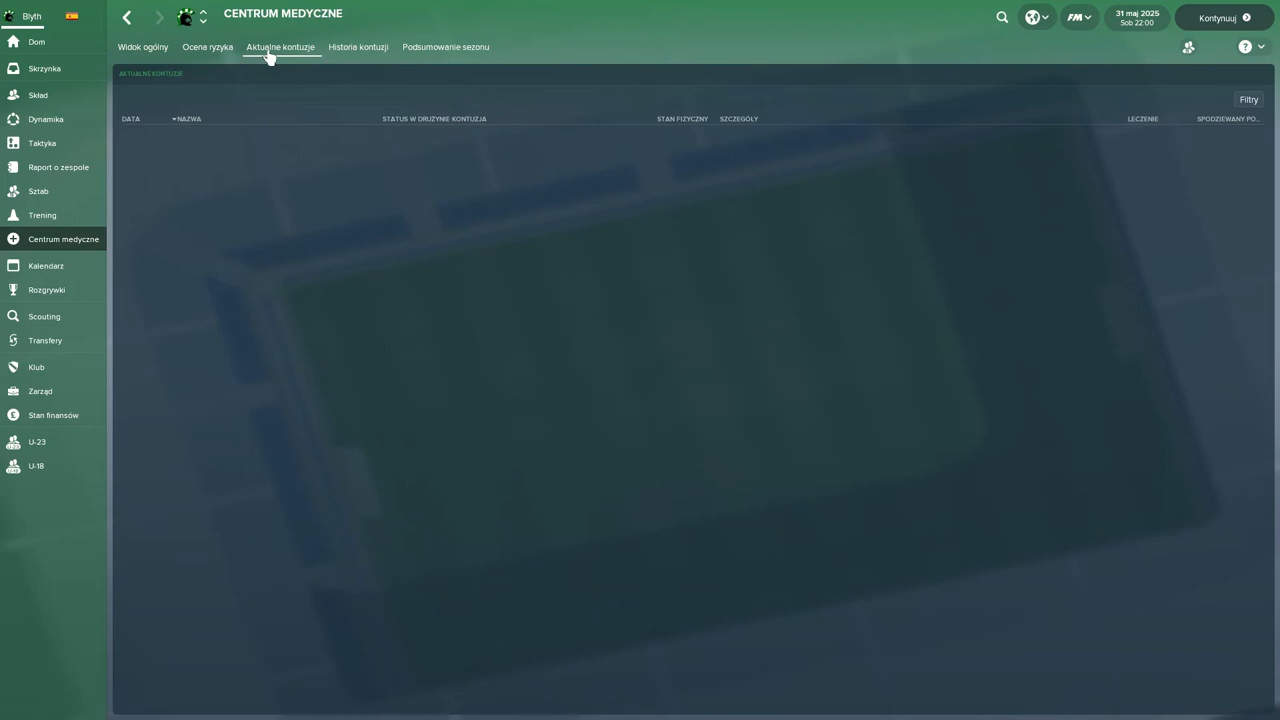 Blyth
CENTRUM MEDYCZNE
FM
31 maj 2025
Sob 22:00
Kontynuuj
Widok ogólny
Ocena ryzyka
Aktualne kontuzje
Historia kontuzji
Podsumowanie sezonu
?
Dom
Skrzynka
Skład
Dynamika
Taktyka
Raport o zespole
Sztab
Trening
Centrum medyczne
Kalendarz
Rozgrywki
Scouting
Transfery
Klub
Zarząd
Stan finansów
U-23
U-18
AKTUALNE KONTUZJE
Filtry
DATA
NAZWA
STATUS W DRUŻYNIE
KONTUZJA
STAN FIZYCZNY
SZCZEGÓŁY
LECZENIE
SPODZIEWANY PO...